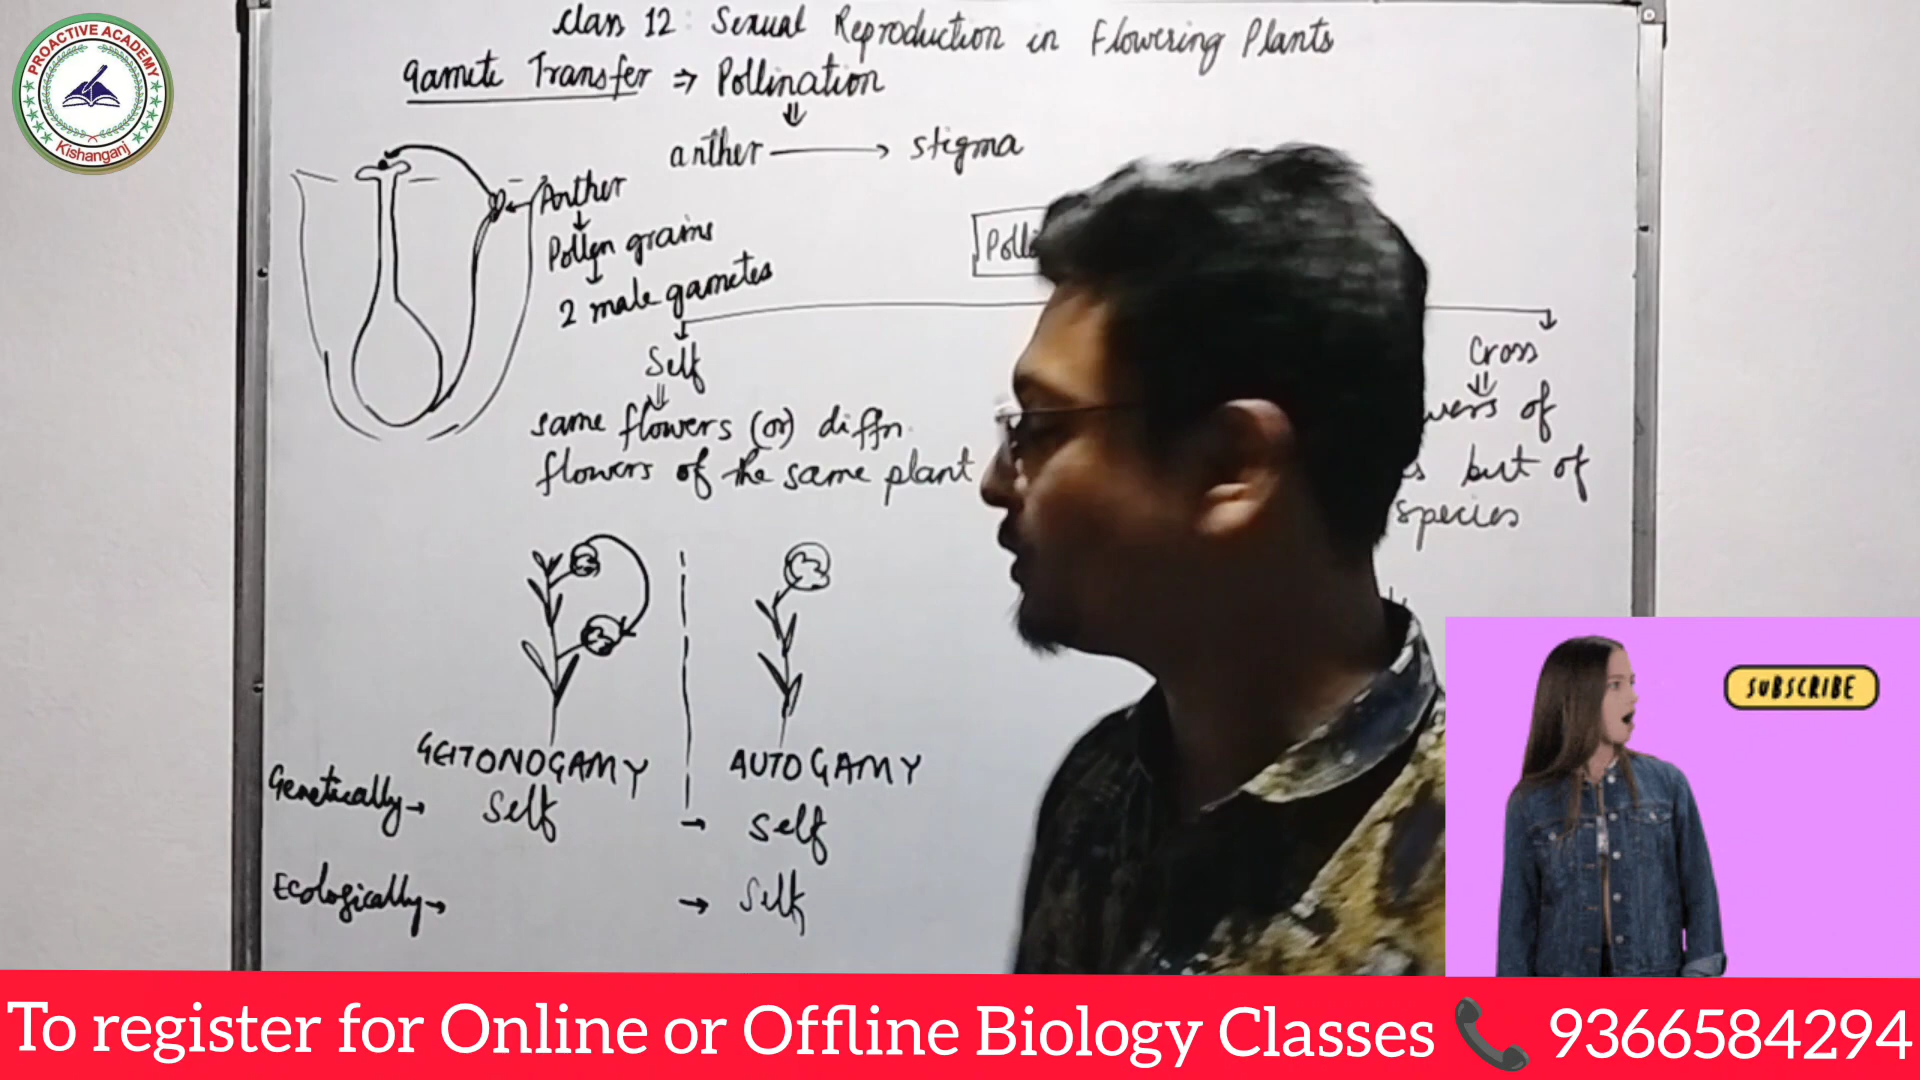 PROACTIVE ACADEMY
Kishanganj
Class 12: Sexual Reproduction in Flowering Plants
Gamete Transfer ⇒ Pollination
⇓
anther → stigma
Anther
↓
Pollen grains
↓
2 male gametes
Self
⇓
same flowers (or) diffn.
flowers of the same plant
Cross
⇓
of
but of
species
GEITONOGAMY
AUTOGAMY
Genetically → Self → Self
Ecologically → → Self
SUBSCRIBE
To register for Online or Offline Biology Classes 📞 9366584294